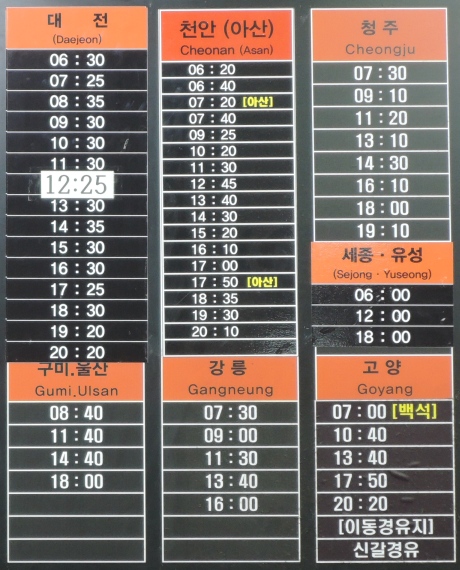 대 전
(Daejeon)
06 : 30
07 : 25
08 : 35
09 : 30
10 : 30
11 : 30
12:25
13 : 30
14 : 35
15 : 30
16 : 30
17 : 25
18 : 30
19 : 20
20 : 20
구미.울산
Gumi.Ulsan
08 : 40
11 : 40
14 : 40
18 : 00
천안 (아산)
Cheonan (Asan)
06 : 20
06 : 40
07 : 20 [아산]
07 : 40
09 : 25
10 : 20
11 : 30
12 : 45
13 : 40
14 : 30
15 : 20
16 : 10
17 : 00
17 : 50 [아산]
18 : 35
19 : 30
20 : 10
강 릉
Gangneung
07 : 30
09 : 00
11 : 30
13 : 40
16 : 00
청 주
Cheongju
07 : 30
09 : 10
11 : 20
13 : 10
14 : 30
16 : 10
18 : 00
19 : 10
세종 · 유성
(Sejong · Yuseong)
06 : 00
12 : 00
18 : 00
고 양
Goyang
07 : 00 [백석]
10 : 40
13 : 40
17 : 50
20 : 20
[이동경유지]
신갈경유